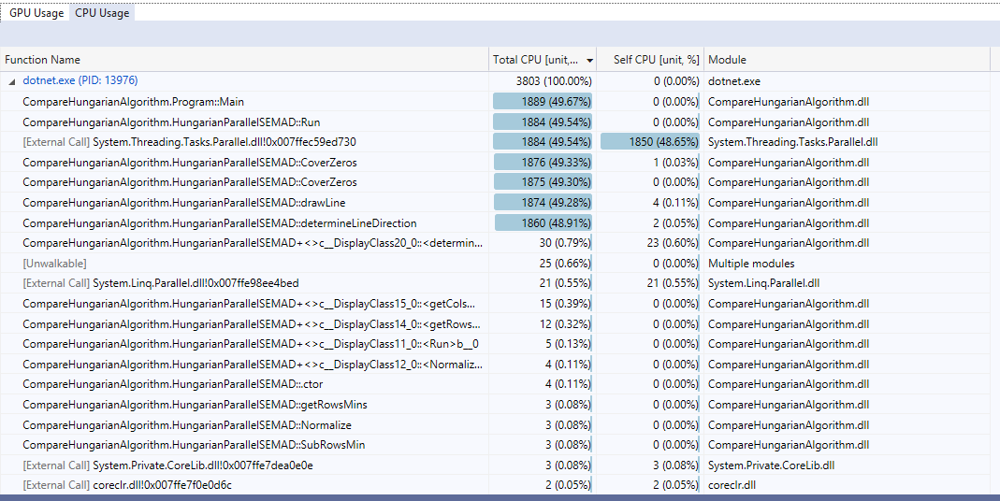 GPU Usage CPU Usage
Function Name Total CPU [unit,... Self CPU [unit, %] Module
dotnet.exe (PID: 13976) 3803 (100.00%) 0 (0.00%) dotnet.exe
CompareHungarianAlgorithm.Program::Main 1889 (49.67%) 0 (0.00%) CompareHungarianAlgorithm.dll
CompareHungarianAlgorithm.HungarianParallelSEMAD::Run 1884 (49.54%) 0 (0.00%) CompareHungarianAlgorithm.dll
[External Call] System.Threading.Tasks.Parallel.dll!0x007ffec59ed730 1884 (49.54%) 1850 (48.65%) System.Threading.Tasks.Parallel.dll
CompareHungarianAlgorithm.HungarianParallelSEMAD::CoverZeros 1876 (49.33%) 1 (0.03%) CompareHungarianAlgorithm.dll
CompareHungarianAlgorithm.HungarianParallelSEMAD::CoverZeros 1875 (49.30%) 0 (0.00%) CompareHungarianAlgorithm.dll
CompareHungarianAlgorithm.HungarianParallelSEMAD::drawLine 1874 (49.28%) 4 (0.11%) CompareHungarianAlgorithm.dll
CompareHungarianAlgorithm.HungarianParallelSEMAD::determineLineDirection 1860 (48.91%) 2 (0.05%) CompareHungarianAlgorithm.dll
CompareHungarianAlgorithm.HungarianParallelSEMAD+<>c__DisplayClass20_0::<determin... 30 (0.79%) 23 (0.60%) CompareHungarianAlgorithm.dll
[Unwalkable] 25 (0.66%) 0 (0.00%) Multiple modules
[External Call] System.Linq.Parallel.dll!0x007ffe98ee4bed 21 (0.55%) 21 (0.55%) System.Linq.Parallel.dll
CompareHungarianAlgorithm.HungarianParallelSEMAD+<>c__DisplayClass15_0::<getCols... 15 (0.39%) 0 (0.00%) CompareHungarianAlgorithm.dll
CompareHungarianAlgorithm.HungarianParallelSEMAD+<>c__DisplayClass14_0::<getRows... 12 (0.32%) 0 (0.00%) CompareHungarianAlgorithm.dll
CompareHungarianAlgorithm.HungarianParallelSEMAD+<>c__DisplayClass11_0::<Run>b__0 5 (0.13%) 0 (0.00%) CompareHungarianAlgorithm.dll
CompareHungarianAlgorithm.HungarianParallelSEMAD+<>c__DisplayClass12_0::<Normaliz... 4 (0.11%) 0 (0.00%) CompareHungarianAlgorithm.dll
CompareHungarianAlgorithm.HungarianParallelSEMAD::.ctor 4 (0.11%) 0 (0.00%) CompareHungarianAlgorithm.dll
CompareHungarianAlgorithm.HungarianParallelSEMAD::getRowsMins 3 (0.08%) 0 (0.00%) CompareHungarianAlgorithm.dll
CompareHungarianAlgorithm.HungarianParallelSEMAD::Normalize 3 (0.08%) 0 (0.00%) CompareHungarianAlgorithm.dll
CompareHungarianAlgorithm.HungarianParallelSEMAD::SubRowsMin 3 (0.08%) 0 (0.00%) CompareHungarianAlgorithm.dll
[External Call] System.Private.CoreLib.dll!0x007ffe7dea0e0e 3 (0.08%) 3 (0.08%) System.Private.CoreLib.dll
[External Call] coreclr.dll!0x007ffe7f0e0d6c 2 (0.05%) 2 (0.05%) coreclr.dll